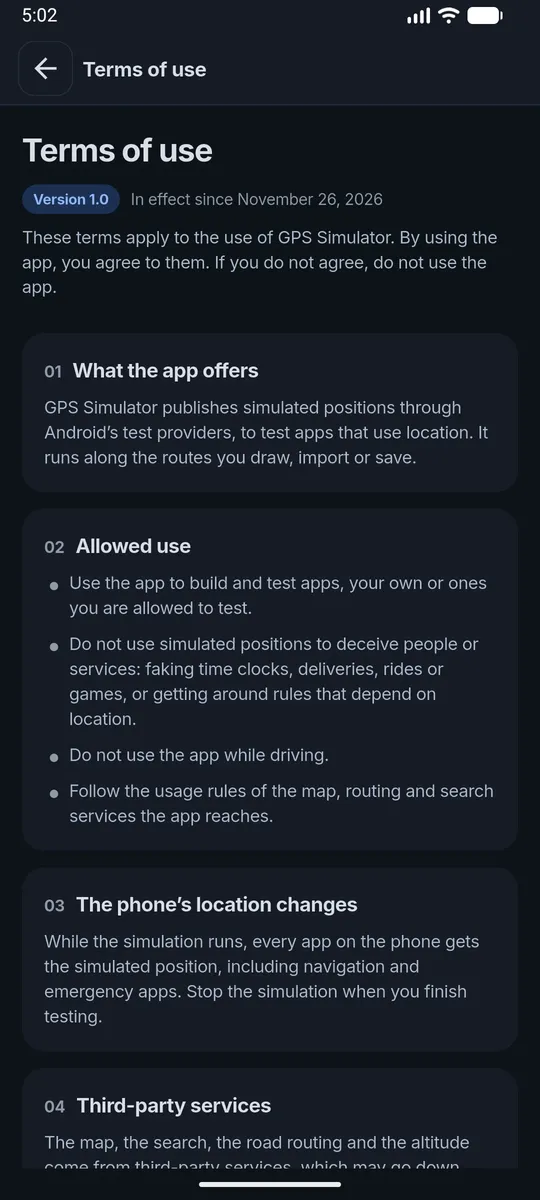 5:02
Terms of use
Terms of use
Version 1.0 In effect since November 26, 2026
These terms apply to the use of GPS Simulator. By using the
app, you agree to them. If you do not agree, do not use the
app.
01 What the app offers
GPS Simulator publishes simulated positions through
Android’s test providers, to test apps that use location. It
runs along the routes you draw, import or save.
02 Allowed use
● Use the app to build and test apps, your own or ones
you are allowed to test.
● Do not use simulated positions to deceive people or
services: faking time clocks, deliveries, rides or
games, or getting around rules that depend on
location.
● Do not use the app while driving.
● Follow the usage rules of the map, routing and search
services the app reaches.
03 The phone’s location changes
While the simulation runs, every app on the phone gets
the simulated position, including navigation and
emergency apps. Stop the simulation when you finish
testing.
04 Third-party services
The map, the search, the road routing and the altitude
come from third-party services, which may go down,